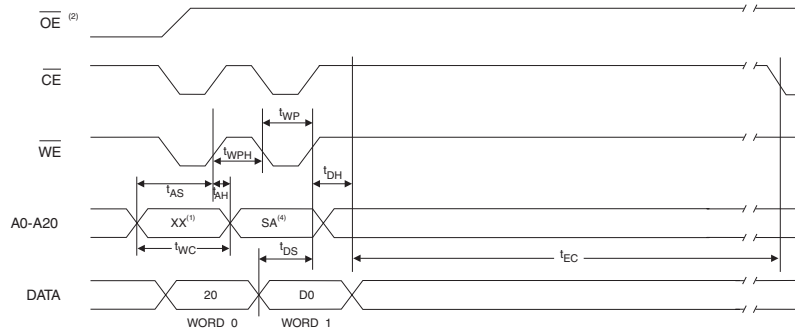 OE (2)
CE
tWP
WE
tWPH
tDH
tAS
tAH
A0-A20
XX(1)
SA(4)
tWC
tDS
tEC
DATA
20
D0
WORD 0
WORD 1